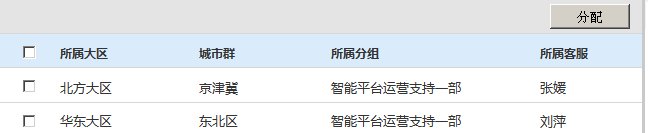 分配
所属大区 城市群 所属分组 所属客服
北方大区 京津冀 智能平台运营支持一部 张媛
华东大区 东北区 智能平台运营支持一部 刘萍